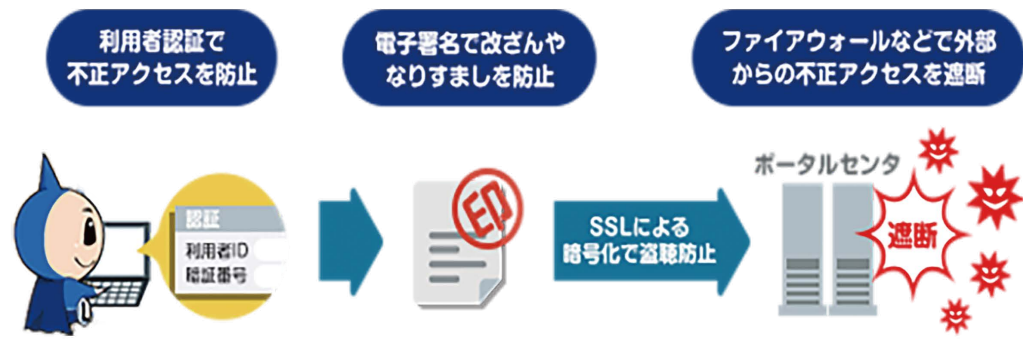 利用者認証で
不正アクセスを防止
電子署名で改ざんや
なりすましを防止
ファイアウォールなどで外部
からの不正アクセスを遮断
認証
利用者ID
暗証番号
印
SSLによる
暗号化で盗聴防止
ポータルセンタ
遮断